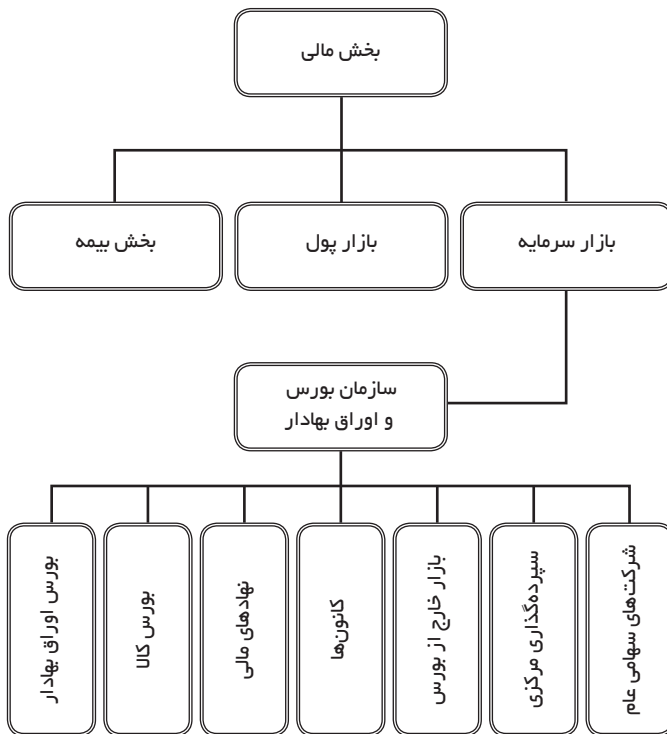 بخش مالی
بازار سرمایه
بازار پول
بخش بیمه
سازمان بورس
و اوراق بهادار
شرکت‌های سهامی عام
سپرده‌گذاری مرکزی
بازار خارج از بورس
کانون‌ها
نهادهای مالی
بورس کالا
بورس اوراق بهادار